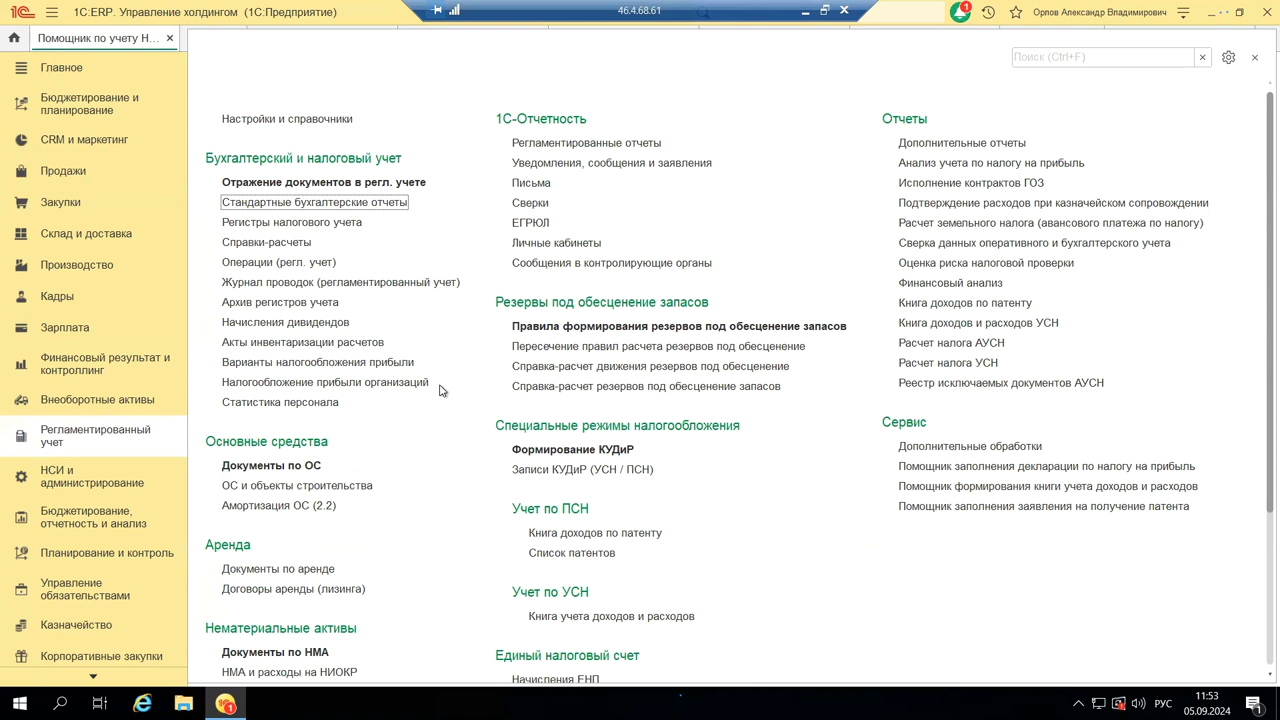 1С:ERP. Управление холдингом (1С:Предприятие)
46.4.68.61
1
Орлов Александр Владимирович
Помощник по учету Н...
Поиск (Ctrl+F)
Главное
Бюджетирование и
планирование
CRM и маркетинг
Продажи
Закупки
Склад и доставка
Производство
Кадры
Зарплата
Финансовый результат и
контроллинг
Внеоборотные активы
Регламентированный
учет
НСИ и
администрирование
Бюджетирование,
отчетность и анализ
Планирование и контроль
Управление
обязательствами
Казначейство
Корпоративные закупки
Настройки и справочники
Бухгалтерский и налоговый учет
Отражение документов в регл. учете
Стандартные бухгалтерские отчеты
Регистры налогового учета
Справки-расчеты
Операции (регл. учет)
Журнал проводок (регламентированный учет)
Архив регистров учета
Начисления дивидендов
Акты инвентаризации расчетов
Варианты налогообложения прибыли
Налогообложение прибыли организаций
Статистика персонала
Основные средства
Документы по ОС
ОС и объекты строительства
Амортизация ОС (2.2)
Аренда
Документы по аренде
Договоры аренды (лизинга)
Нематериальные активы
Документы по НМА
НМА и расходы на НИОКР
1С-Отчетность
Регламентированные отчеты
Уведомления, сообщения и заявления
Письма
Сверки
ЕГРЮЛ
Личные кабинеты
Сообщения в контролирующие органы
Резервы под обесценение запасов
Правила формирования резервов под обесценение запасов
Пересечение правил расчета резервов под обесценение
Справка-расчет движения резервов под обесценение
Справка-расчет резервов под обесценение запасов
Специальные режимы налогообложения
Формирование КУДиР
Записи КУДиР (УСН / ПСН)
Учет по ПСН
Книга доходов по патенту
Список патентов
Учет по УСН
Книга учета доходов и расходов
Единый налоговый счет
Начисления ЕНП
Отчеты
Дополнительные отчеты
Анализ учета по налогу на прибыль
Исполнение контрактов ГОЗ
Подтверждение расходов при казначейском сопровождении
Расчет земельного налога (авансового платежа по налогу)
Сверка данных оперативного и бухгалтерского учета
Оценка риска налоговой проверки
Финансовый анализ
Книга доходов по патенту
Книга доходов и расходов УСН
Расчет налога АУСН
Расчет налога УСН
Реестр исключаемых документов АУСН
Сервис
Дополнительные обработки
Помощник заполнения декларации по налогу на прибыль
Помощник формирования книги учета доходов и расходов
Помощник заполнения заявления на получение патента
1
РУС
11:53
05.09.2024
1